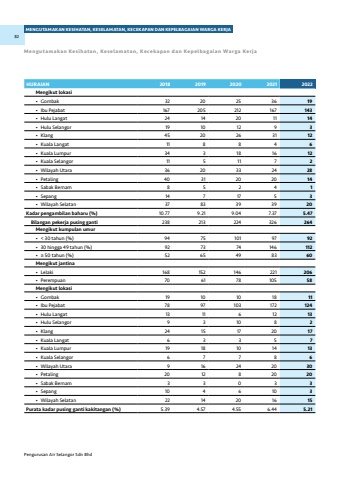 MENGUTAMAKAN KESIHATAN, KESELAMATAN, KECEKAPAN DAN KEPELBAGAIAN WARGA KERJA
82
Mengutamakan Kesihatan, Keselamatan, Kecekapan dan Kepelbagaian Warga Kerja
HURAIAN 2018 2019 2020 2021 2022
Mengikut lokasi
• Gombak 32 20 25 36 19
• Ibu Pejabat 167 205 212 167 143
• Hulu Langat 24 14 20 11 14
• Hulu Selangor 19 10 12 9 3
• Klang 45 20 26 31 12
• Kuala Langat 11 8 8 4 6
• Kuala Lumpur 34 3 18 16 12
• Kuala Selangor 11 5 11 7 2
• Wilayah Utara 36 20 33 24 28
• Petaling 40 31 20 20 14
• Sabak Bernam 8 5 2 4 1
• Sepang 14 7 17 5 3
• Wilayah Selatan 37 83 39 39 20
Kadar pengambilan baharu (%) 10.77 9.21 9.04 7.37 5.47
Bilangan pekerja pusing ganti 238 213 224 326 264
Mengikut kumpulan umur
• < 30 tahun (%) 94 75 101 97 92
• 30 hingga 49 tahun (%) 92 73 74 146 112
• ≥ 50 tahun (%) 52 65 49 83 60
Mengikut jantina
• Lelaki 168 152 146 221 206
• Perempuan 70 61 78 105 58
Mengikut lokasi
• Gombak 19 10 10 18 11
• Ibu Pejabat 78 97 103 172 124
• Hulu Langat 13 11 6 12 13
• Hulu Selangor 9 3 10 8 2
• Klang 24 15 17 20 17
• Kuala Langat 6 3 3 5 7
• Kuala Lumpur 19 18 10 14 13
• Kuala Selangor 6 7 7 8 6
• Wilayah Utara 9 16 24 20 30
• Petaling 20 12 8 20 20
• Sabak Bernam 3 3 0 3 3
• Sepang 10 4 6 10 3
• Wilayah Selatan 22 14 20 16 15
Purata kadar pusing ganti kakitangan (%) 5.39 4.57 4.55 6.44 5.21
Pengurusan Air Selangor Sdn Bhd